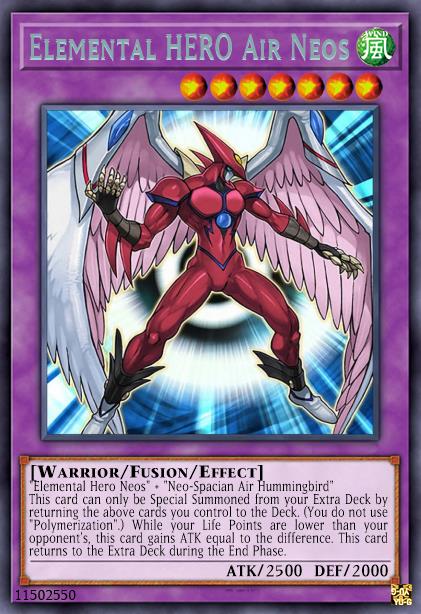 Elemental HERO Air Neos
WIND
風
[Warrior/Fusion/Effect]
"Elemental Hero Neos" + "Neo-Spacian Air Hummingbird"
This card can only be Special Summoned from your Extra Deck by
returning the above cards you control to the Deck. (You do not use
"Polymerization".) While your Life Points are lower than your
opponent's, this card gains ATK equal to the difference. This card
returns to the Extra Deck during the End Phase.
ATK/2500 DEF/2000
11502550